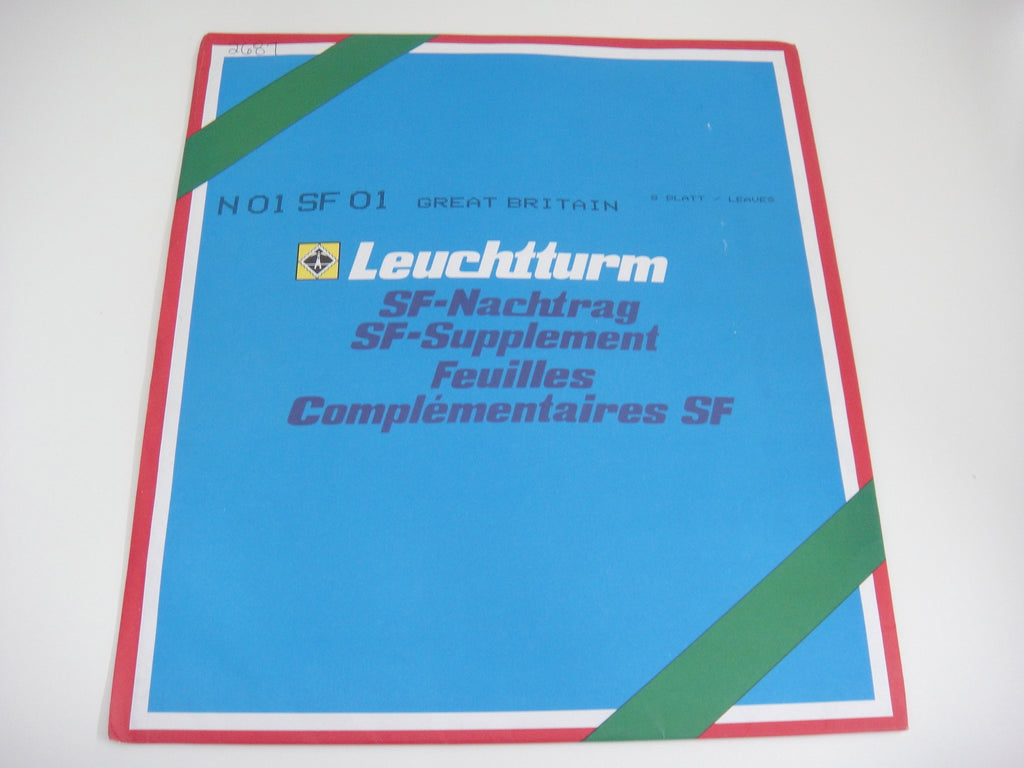 2687
N 01 SF 01 GREAT BRITAIN 8 BLATT / LEAVES
Leuchtturm
SF-Nachtrag
SF-Supplement
Feuilles
Complémentaires SF